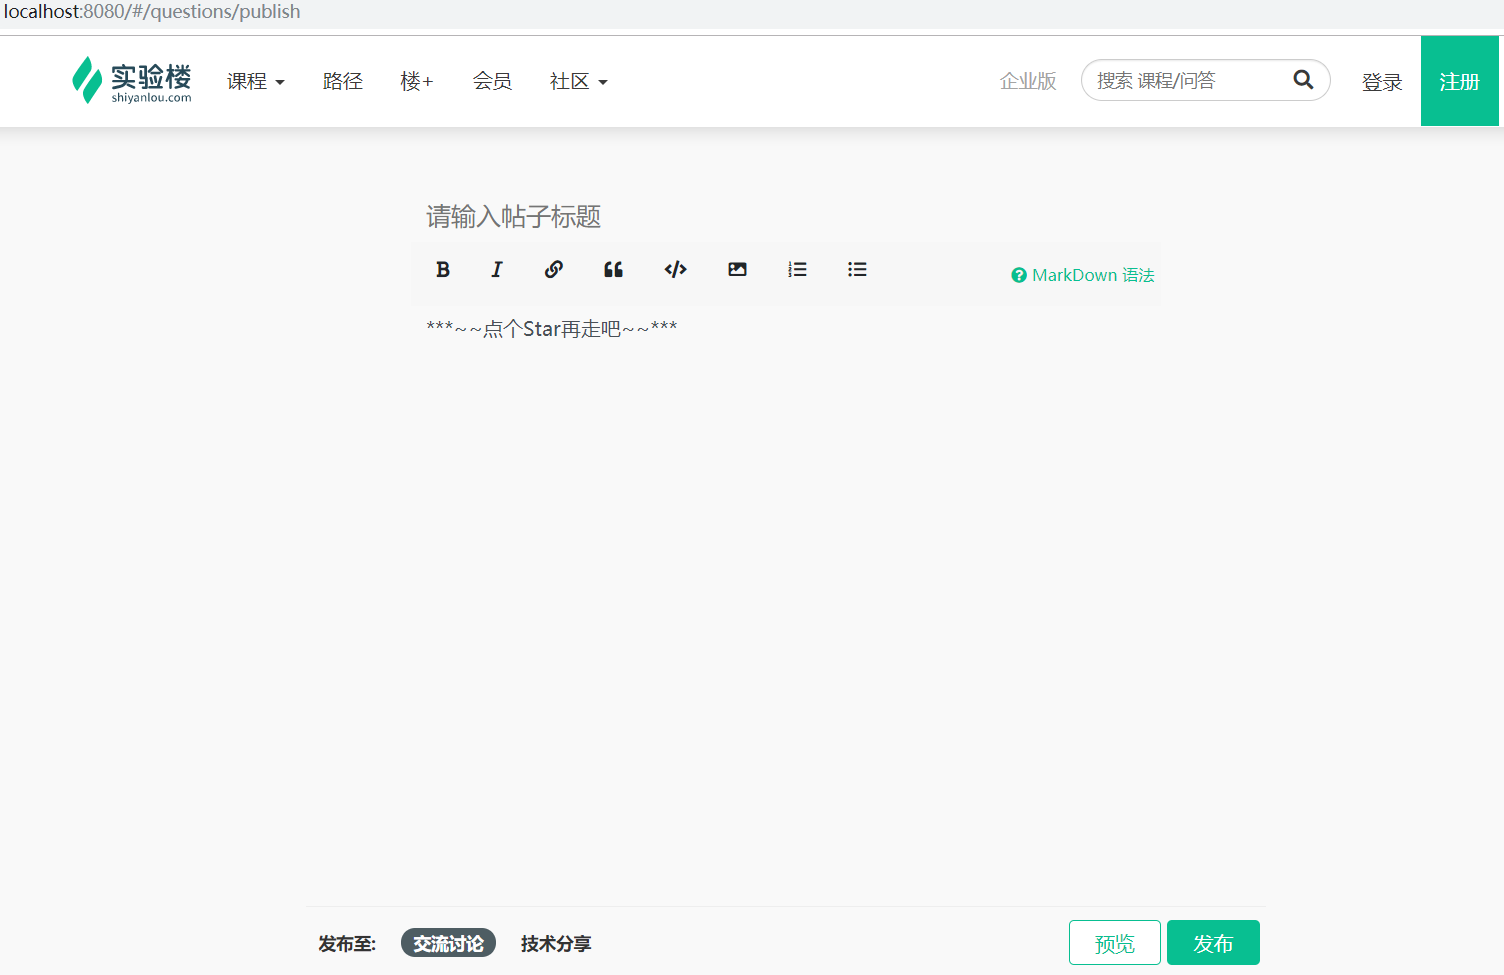 localhost:8080/#/questions/publish
实验楼
shiyanlou.com
课程 路径 楼+ 会员 社区 企业版 搜索 课程/问答 登录 注册
请输入帖子标题
B I MarkDown 语法
***~~点个Star再走吧~~***
发布至: 交流讨论 技术分享 预览 发布